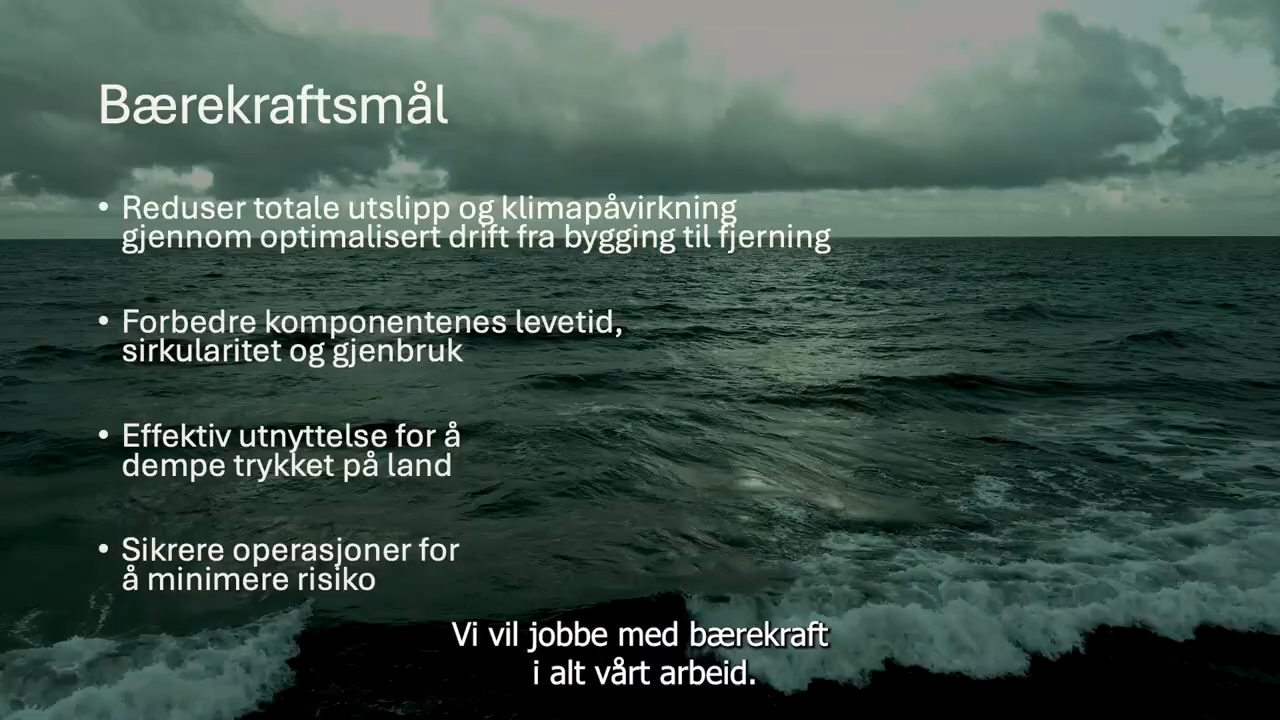 Bærekraftsmål
• Reduser totale utslipp og klimapåvirkning
gjennom optimalisert drift fra bygging til fjerning
• Forbedre komponentenes levetid,
sirkularitet og gjenbruk
• Effektiv utnyttelse for å
dempe trykket på land
• Sikrere operasjoner for
å minimere risiko
Vi vil jobbe med bærekraft
i alt vårt arbeid.